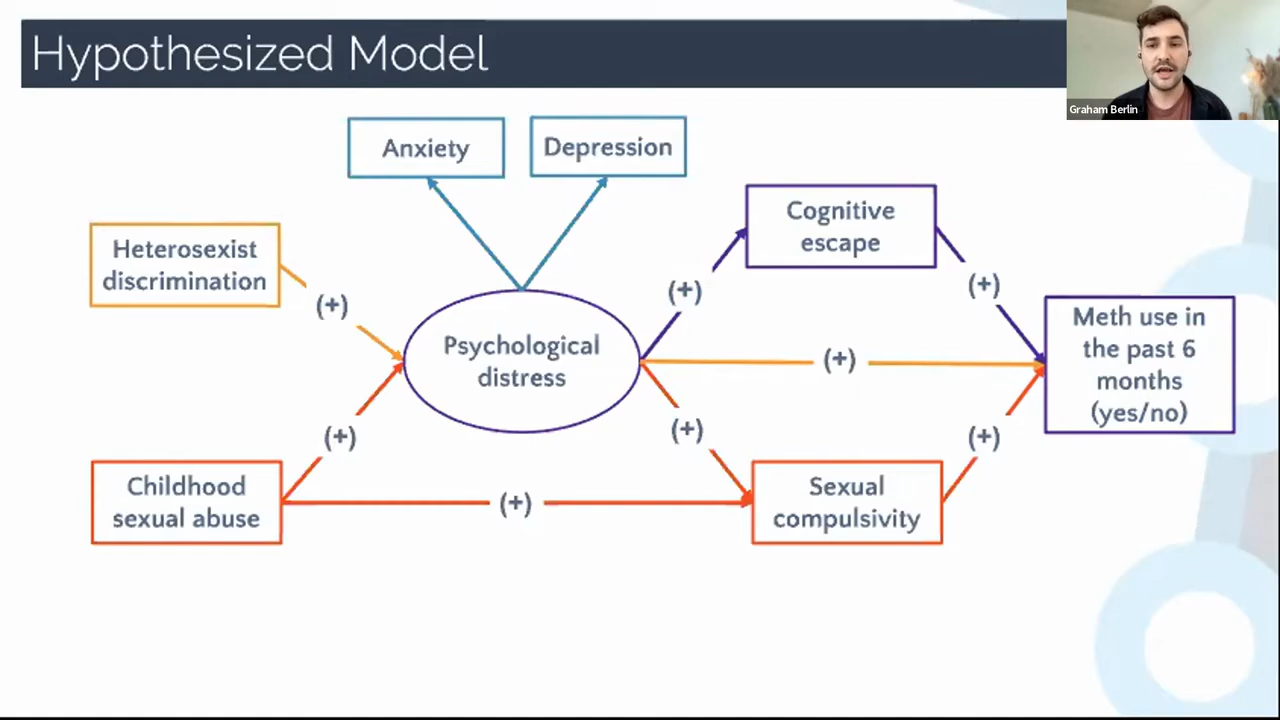 Hypothesized Model
Graham Berlin
Anxiety
Depression
Cognitive
escape
Heterosexist
discrimination
(+)
(+)
(+)
Psychological
distress
(+)
Meth use in
the past 6
months
(yes/no)
(+)
(+)
(+)
Childhood
sexual abuse
(+)
Sexual
compulsivity